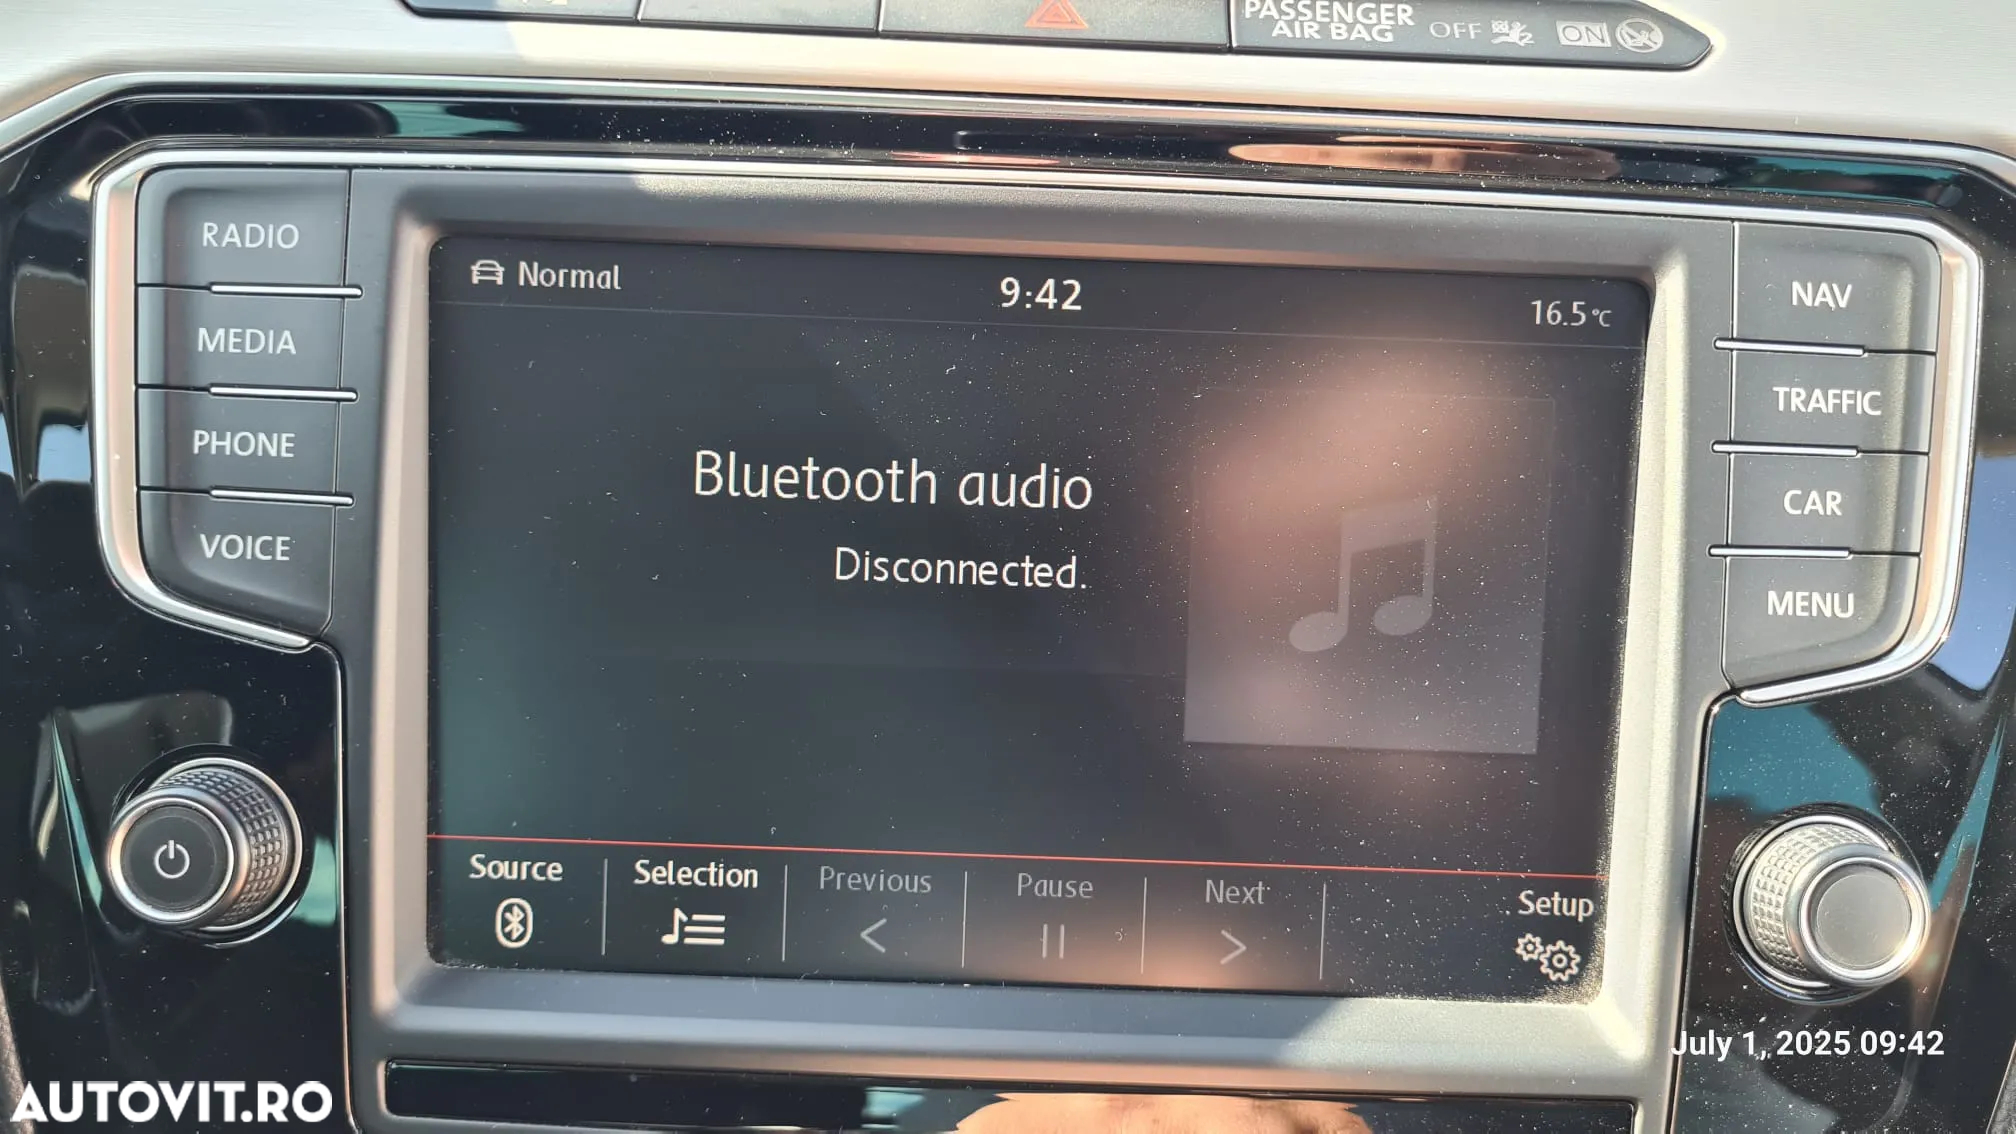 PASSENGER
AIR BAG
OFF
ON
RADIO
MEDIA
PHONE
VOICE
Normal
9:42
16.5°C
Bluetooth audio
Disconnected.
Source
Selection
Previous
Pause
Next
Setup
NAV
TRAFFIC
CAR
MENU
July 1, 2025 09:42
AUTOVIT.RO